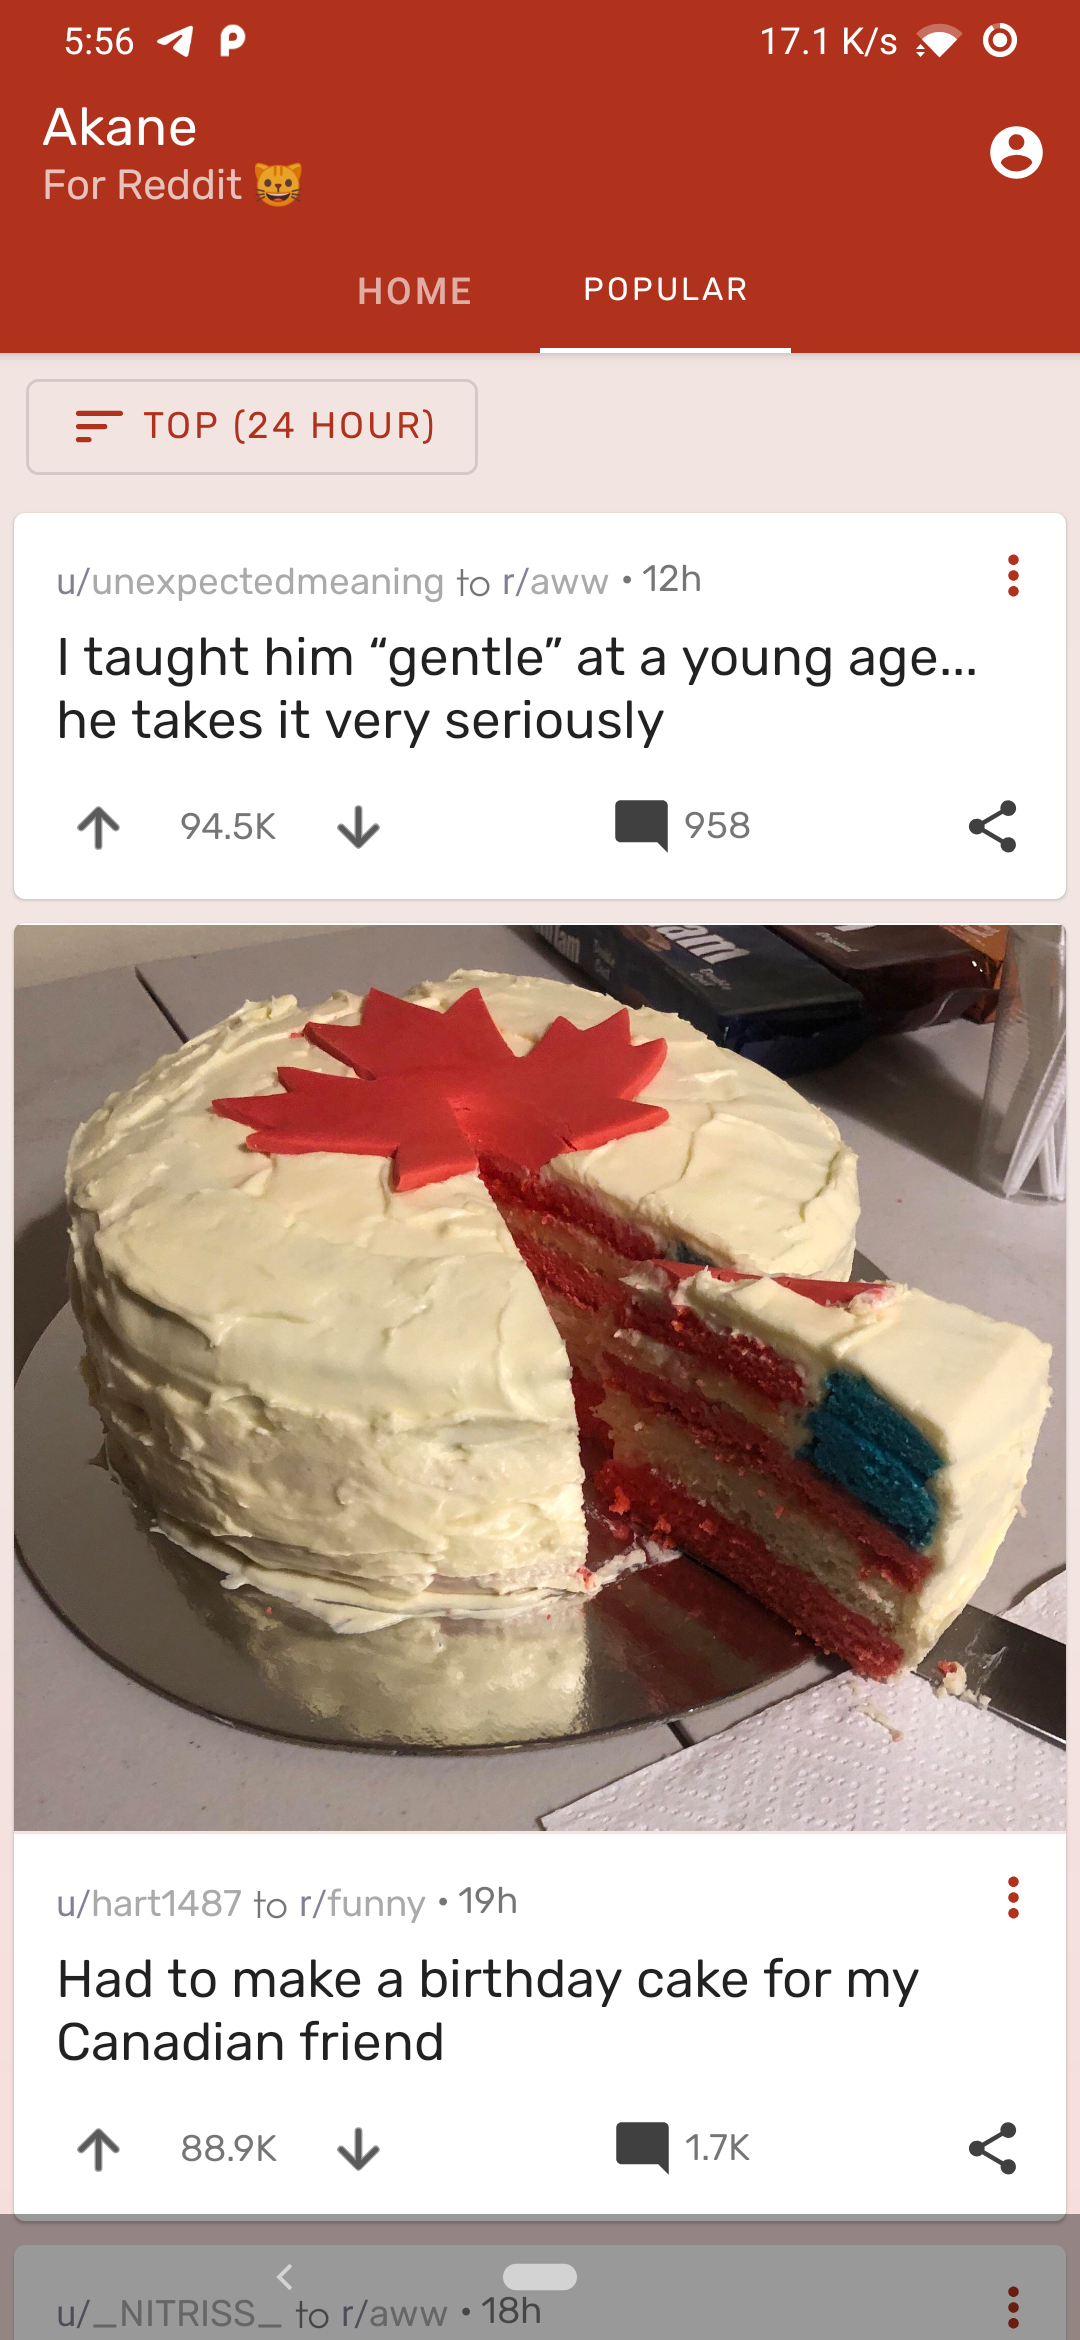 5:56 17.1 K/s
Akane
For Reddit
HOME POPULAR
TOP (24 HOUR)
u/unexpectedmeaning to r/aww • 12h
I taught him “gentle” at a young age...
he takes it very seriously
94.5K 958
Original
u/hart1487 to r/funny • 19h
Had to make a birthday cake for my
Canadian friend
88.9K 1.7K
u/_NITRISS_ to r/aww • 18h